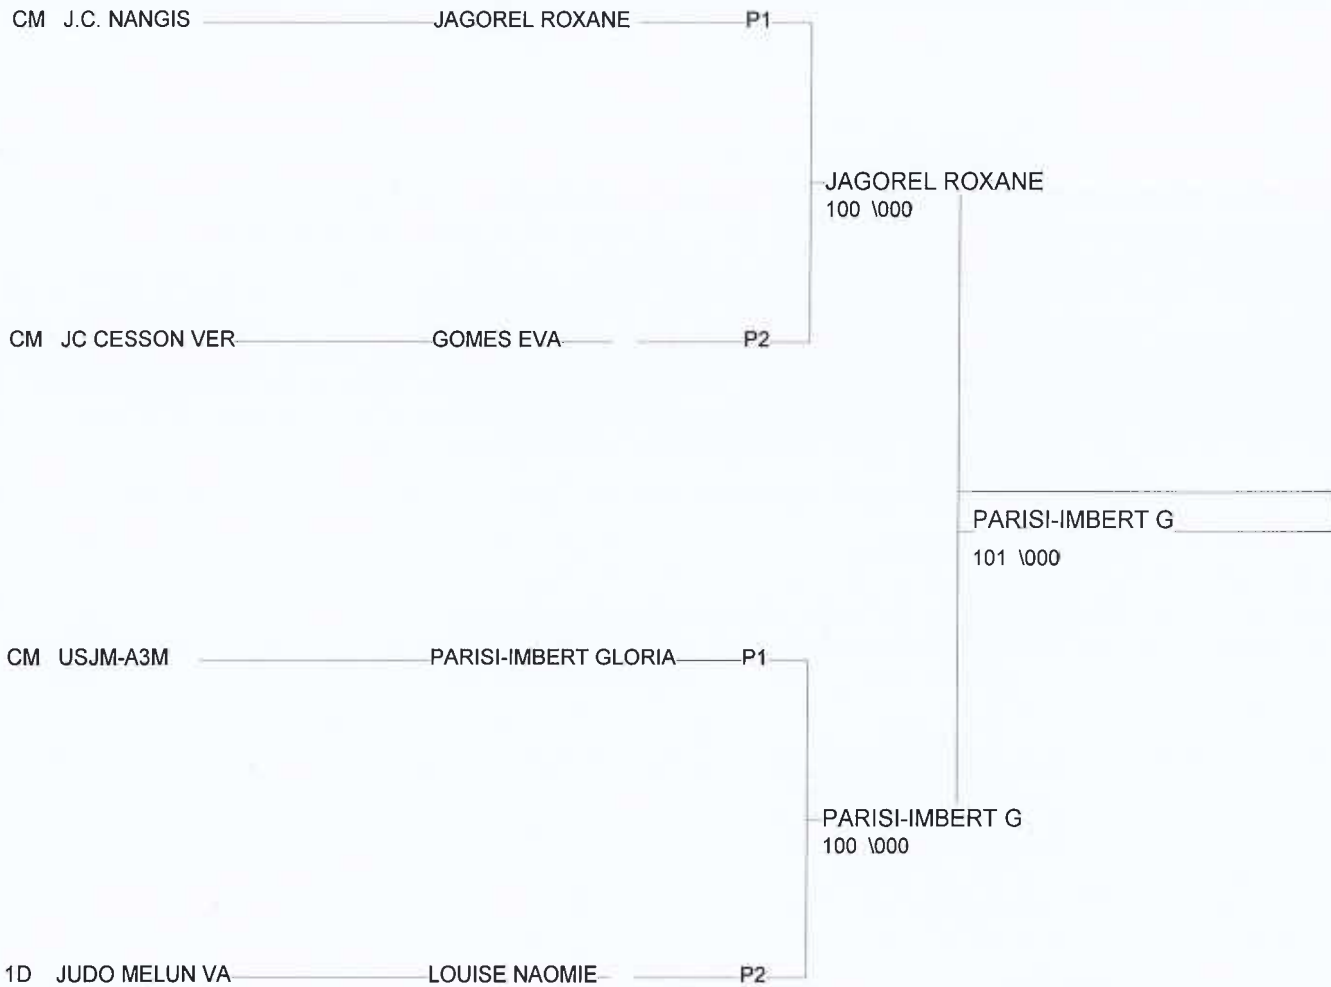 CM J.C. NANGIS JAGOREL ROXANE P1
JAGOREL ROXANE
100 \000
CM JC CESSON VER GOMES EVA P2
PARISI-IMBERT G
101 \000
CM USJM-A3M PARISI-IMBERT GLORIA P1
PARISI-IMBERT G
100 \000
1D JUDO MELUN VA LOUISE NAOMIE P2